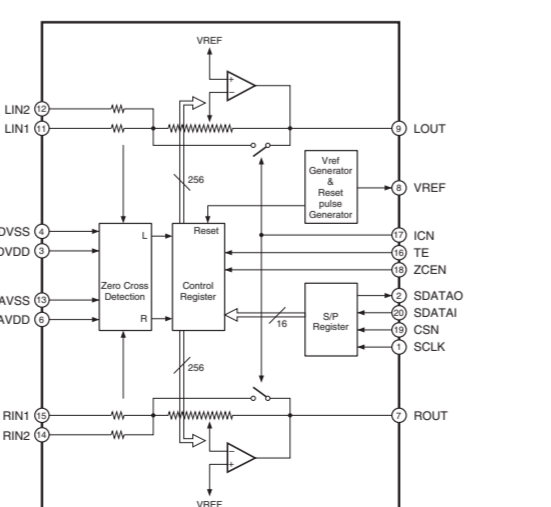 VREF
+
−
LIN2 12
LIN1 11
9 LOUT
Vref
Generator
&
Reset
pulse
Generator
8 VREF
256
DVSS 4
DVDD 3
L
Reset
17 ICN
16 TE
18 ZCEN
Zero Cross
Detection
Control
Register
AVSS 13
AVDD 6
R
16
S/P
Register
2 SDATAO
20 SDATAI
19 CSN
1 SCLK
256
RIN1 15
RIN2 14
7 ROUT
−
+
VREF